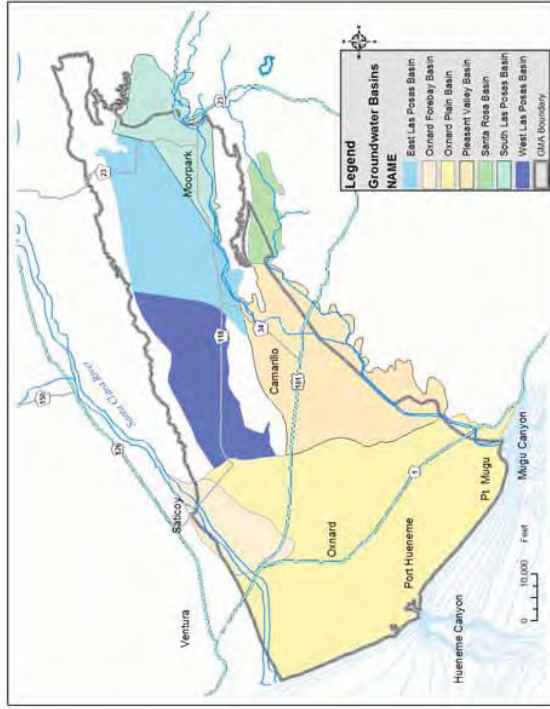 Legend
Groundwater Basins
NAME
East Las Posas Basin
Oxnard Forebay Basin
Oxnard Plain Basin
Pleasant Valley Basin
Santa Rosa Basin
South Las Posas Basin
West Las Posas Basin
GMA Boundary
150
126
Santa Clara River
23
Moorpark
23
Ventura
Saticoy
118
34
Camarillo
101
Oxnard
1
Port Hueneme
Pt Mugu
Hueneme Canyon
Mugu Canyon
0 10,000 Feet